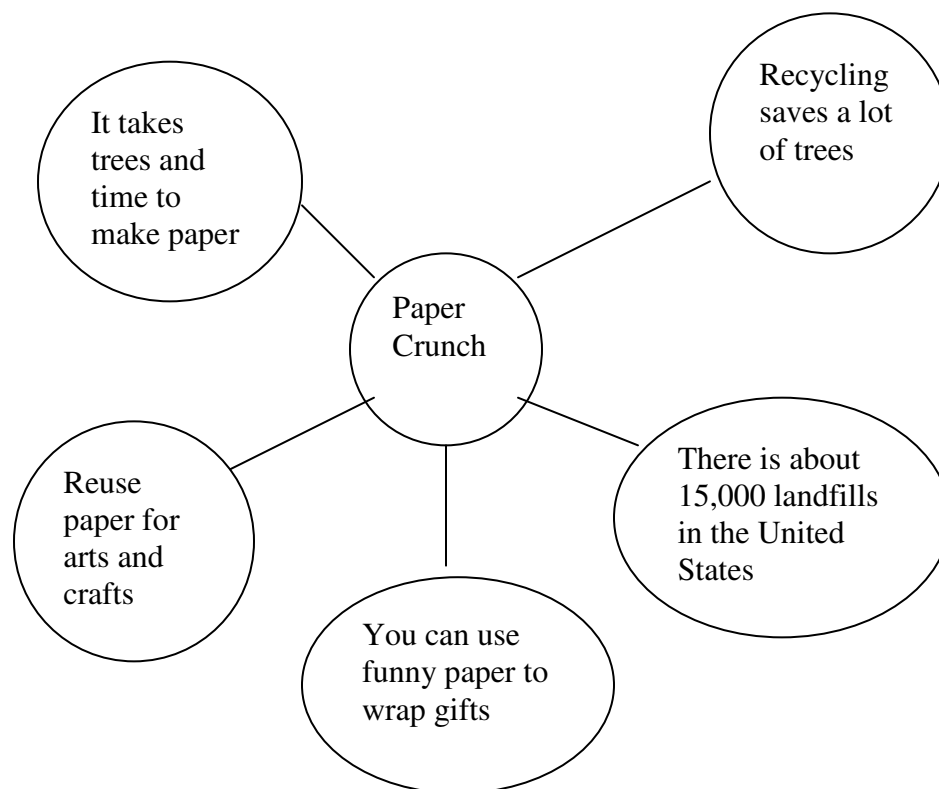 It takes
trees and
time to
make paper
Recycling
saves a lot
of trees
Paper
Crunch
Reuse
paper for
arts and
crafts
You can use
funny paper to
wrap gifts
There is about
15,000 landfills
in the United
States